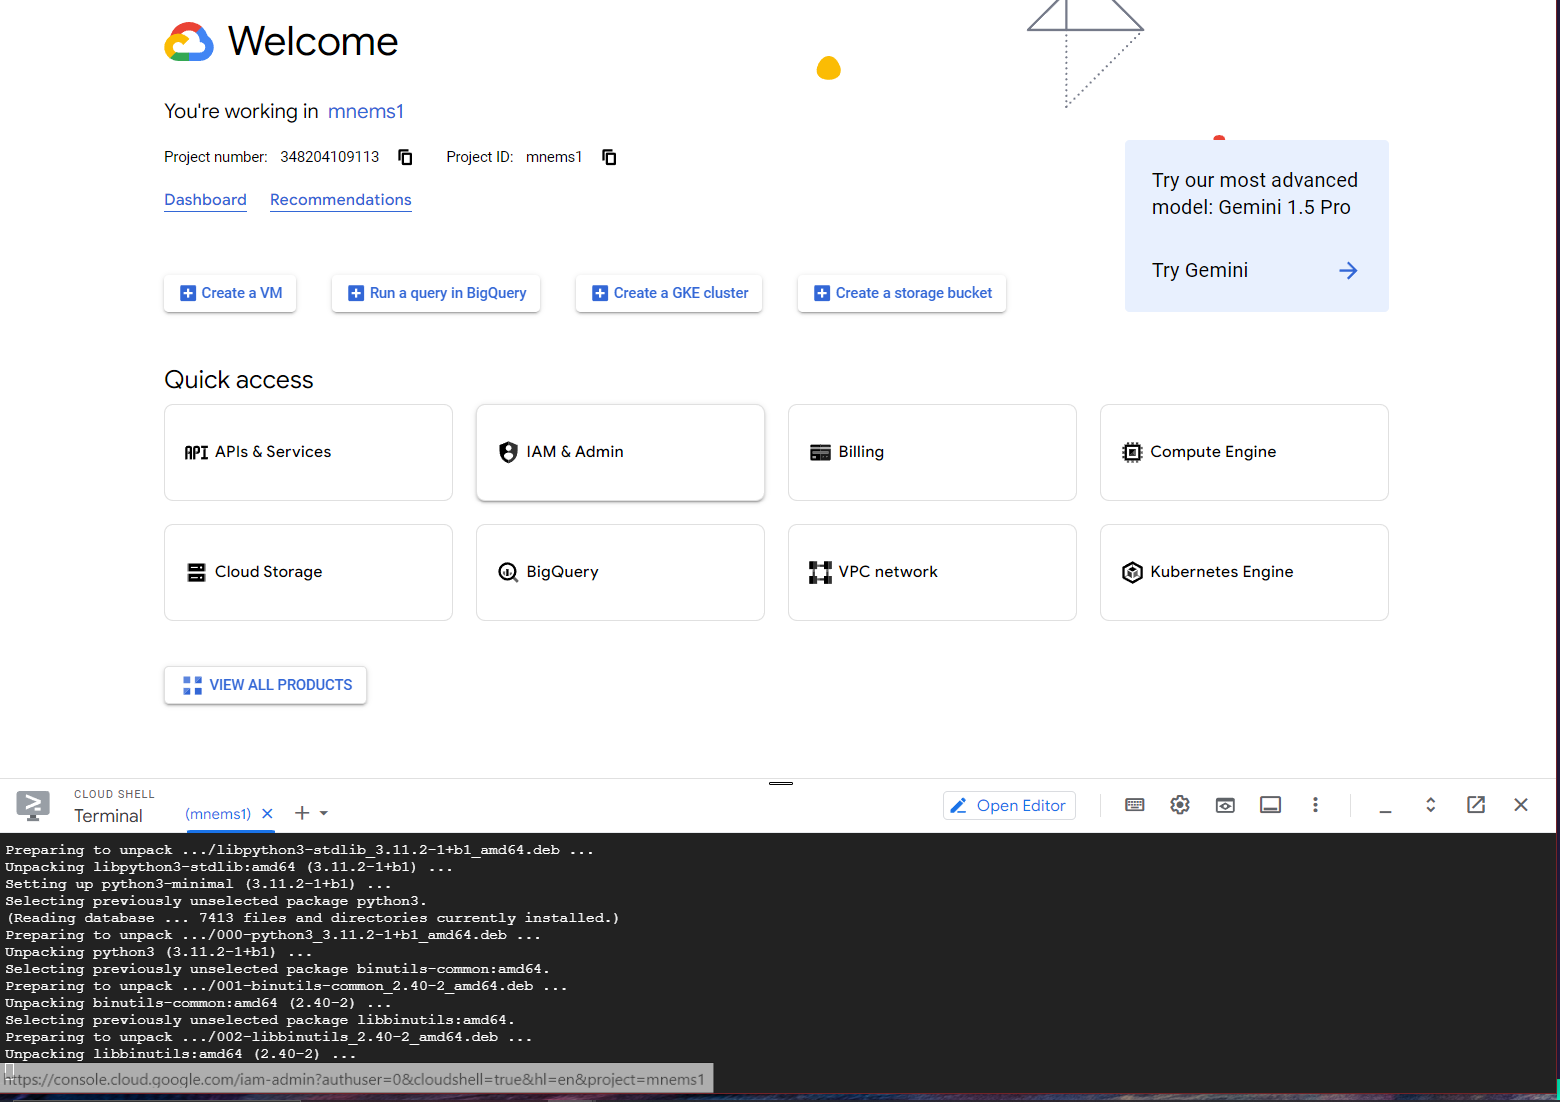 Welcome
You're working in mnems1
Project number: 348204109113 Project ID: mnems1
Dashboard Recommendations
Try our most advanced
model: Gemini 1.5 Pro
Try Gemini
Create a VM Run a query in BigQuery Create a GKE cluster Create a storage bucket
Quick access
API APIs & Services IAM & Admin Billing Compute Engine
Cloud Storage BigQuery VPC network Kubernetes Engine
VIEW ALL PRODUCTS
CLOUD SHELL
Terminal (mnems1) Open Editor
Preparing to unpack .../libpython3-stdlib_3.11.2-1+b1_amd64.deb ...
Unpacking libpython3-stdlib:amd64 (3.11.2-1+b1) ...
Setting up python3-minimal (3.11.2-1+b1) ...
Selecting previously unselected package python3.
(Reading database ... 7413 files and directories currently installed.)
Preparing to unpack .../000-python3_3.11.2-1+b1_amd64.deb ...
Unpacking python3 (3.11.2-1+b1) ...
Selecting previously unselected package binutils-common:amd64.
Preparing to unpack .../001-binutils-common_2.40-2_amd64.deb ...
Unpacking binutils-common:amd64 (2.40-2) ...
Selecting previously unselected package libbinutils:amd64.
Preparing to unpack .../002-libbinutils_2.40-2_amd64.deb ...
Unpacking libbinutils:amd64 (2.40-2) ...
https://console.cloud.google.com/iam-admin?authuser=0&cloudshell=true&hl=en&project=mnems1